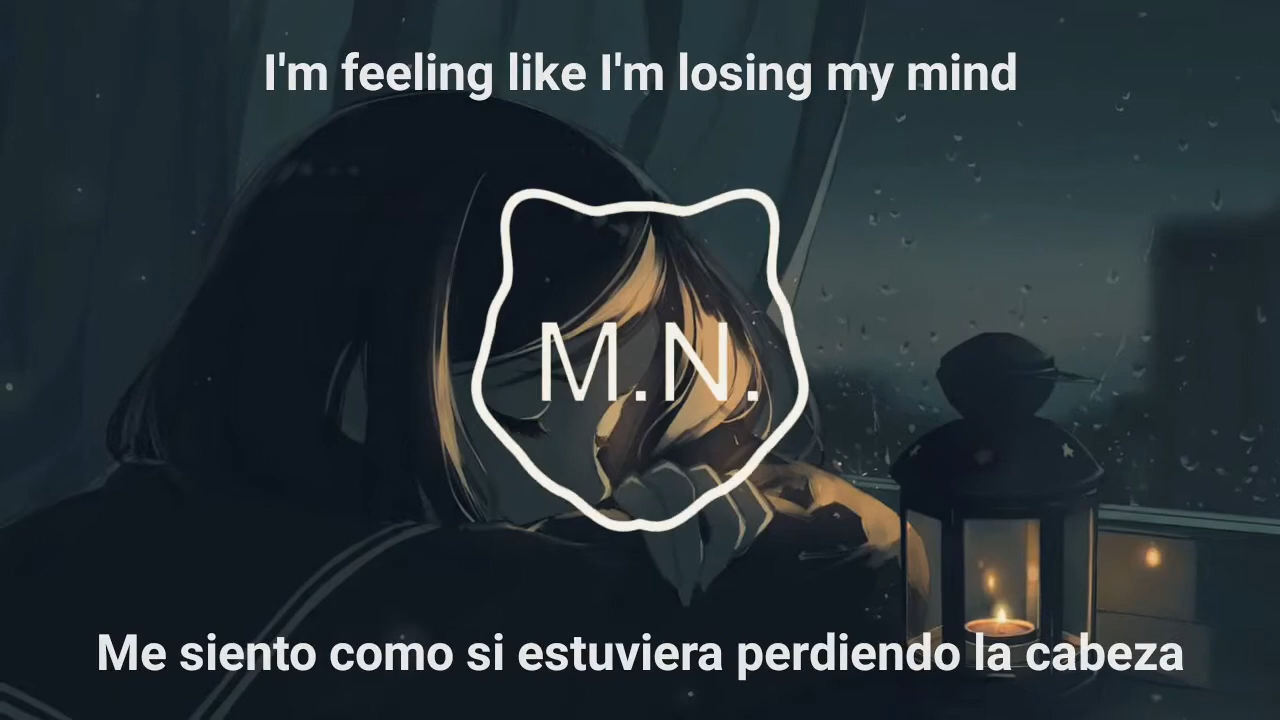 I'm feeling like I'm losing my mind
M.N.
Me siento como si estuviera perdiendo la cabeza